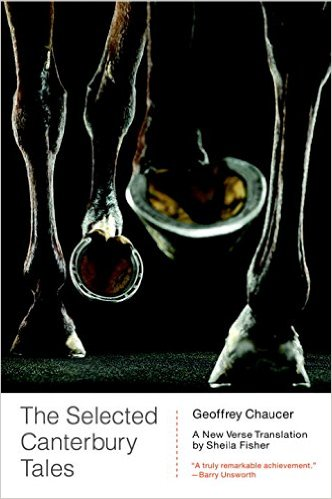 The Selected
Canterbury
Tales
Geoffrey Chaucer
A New Verse Translation
by Sheila Fisher
"A truly remarkable achievement."
— Barry Unsworth